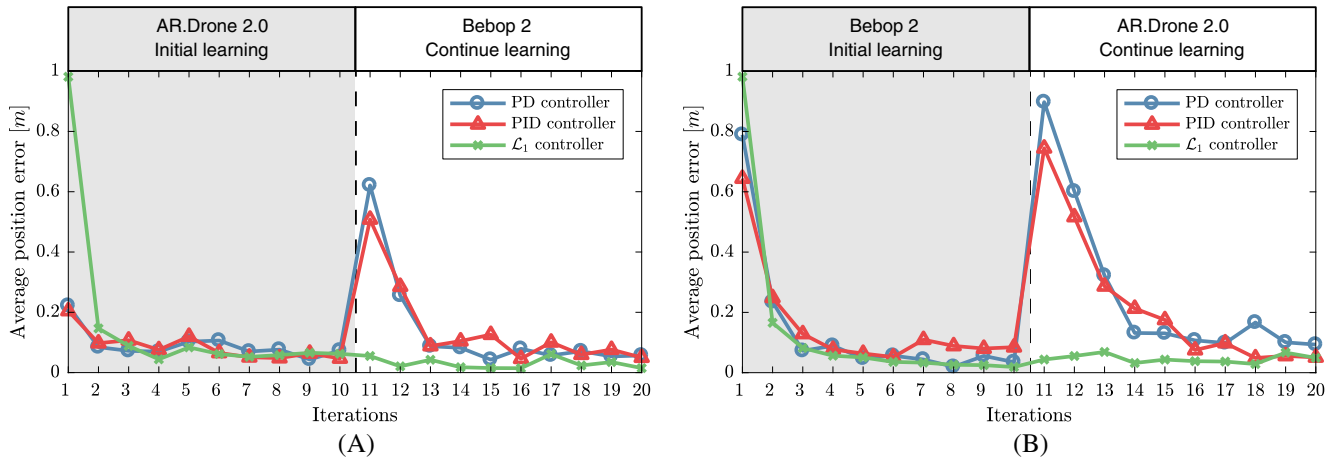 AR.Drone 2.0
Initial learning
Bebop 2
Continue learning
1
0.8
0.6
0.4
0.2
0
Average position error [m]
PD controller
PID controller
ℒ₁ controller
1 2 3 4 5 6 7 8 9 10 11 12 13 14 15 16 17 18 19 20
Iterations
(A)
Bebop 2
Initial learning
AR.Drone 2.0
Continue learning
1
0.8
0.6
0.4
0.2
0
Average position error [m]
PD controller
PID controller
ℒ₁ controller
1 2 3 4 5 6 7 8 9 10 11 12 13 14 15 16 17 18 19 20
Iterations
(B)